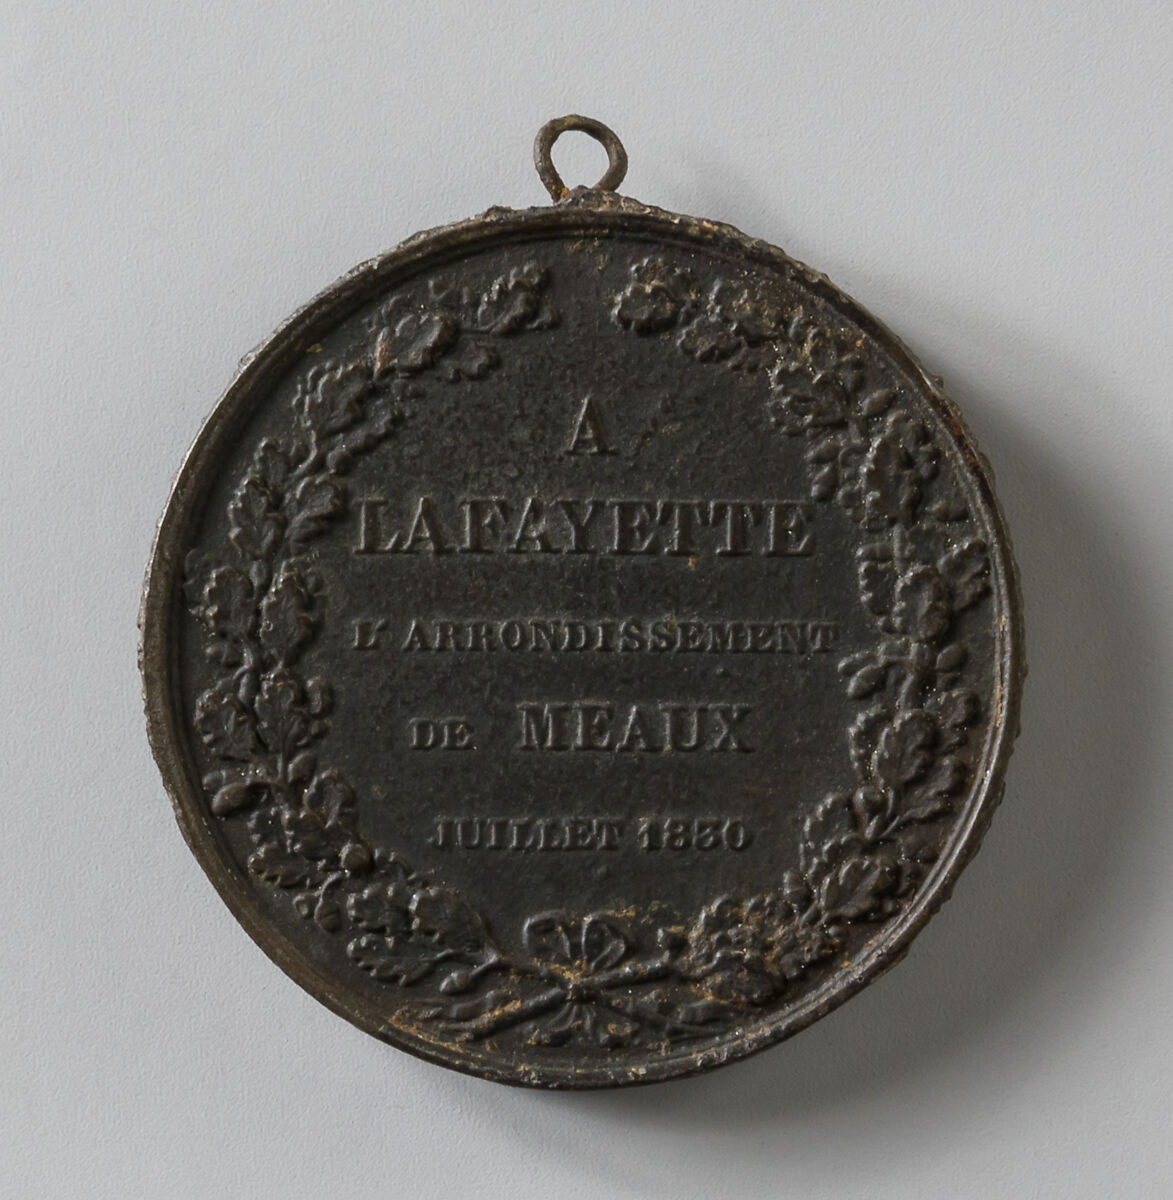 A
LAFAYETTE
L'ARRONDISSEMENT
DE MEAUX
JUILLET 1830